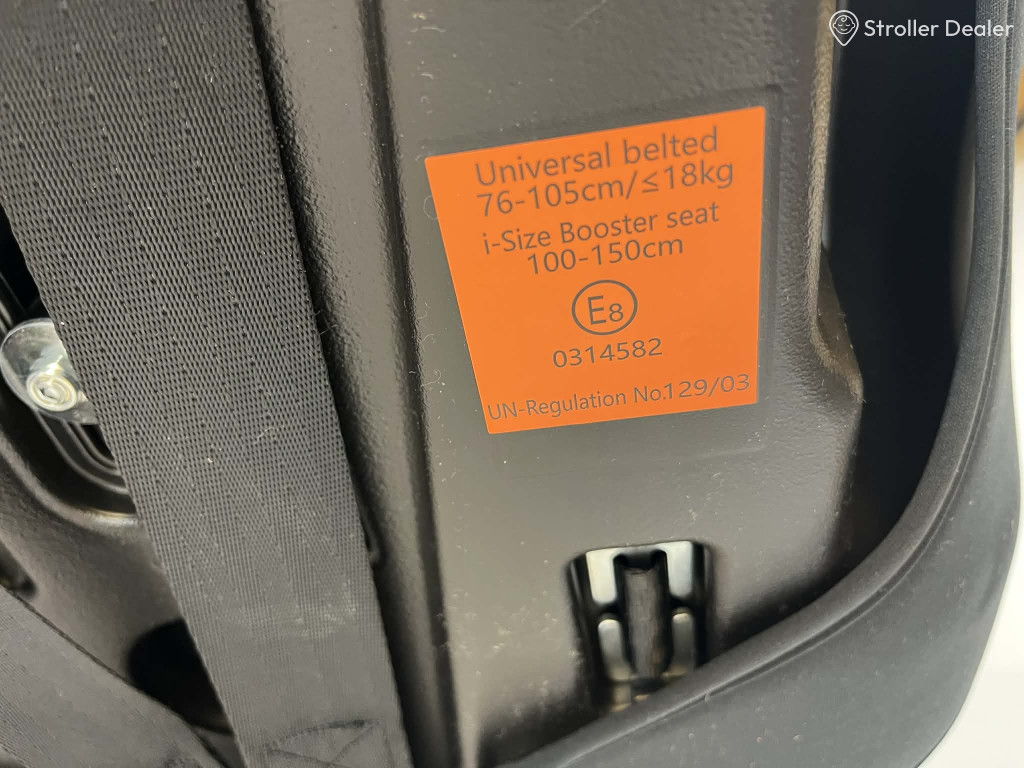 Stroller Dealer
Universal belted
76-105cm/≤18kg
i-Size Booster seat
100-150cm
E8
0314582
UN-Regulation No.129/03